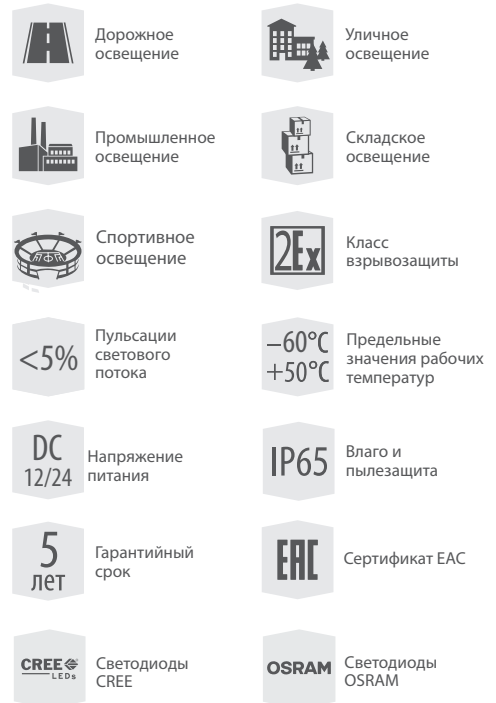 Дорожное
освещение
Уличное
освещение
Промышленное
освещение
Складское
освещение
Спортивное
освещение
2Ex
Класс
взрывозащиты
<5%
Пульсации
светового
потока
−60°C
+50°C
Предельные
значения рабочих
температур
DC
12/24
Напряжение
питания
IP65
Влаго и
пылезащита
5
лет
Гарантийный
срок
EAC
Сертификат ЕАС
CREE
LEDs
Светодиоды
CREE
OSRAM
Светодиоды
OSRAM